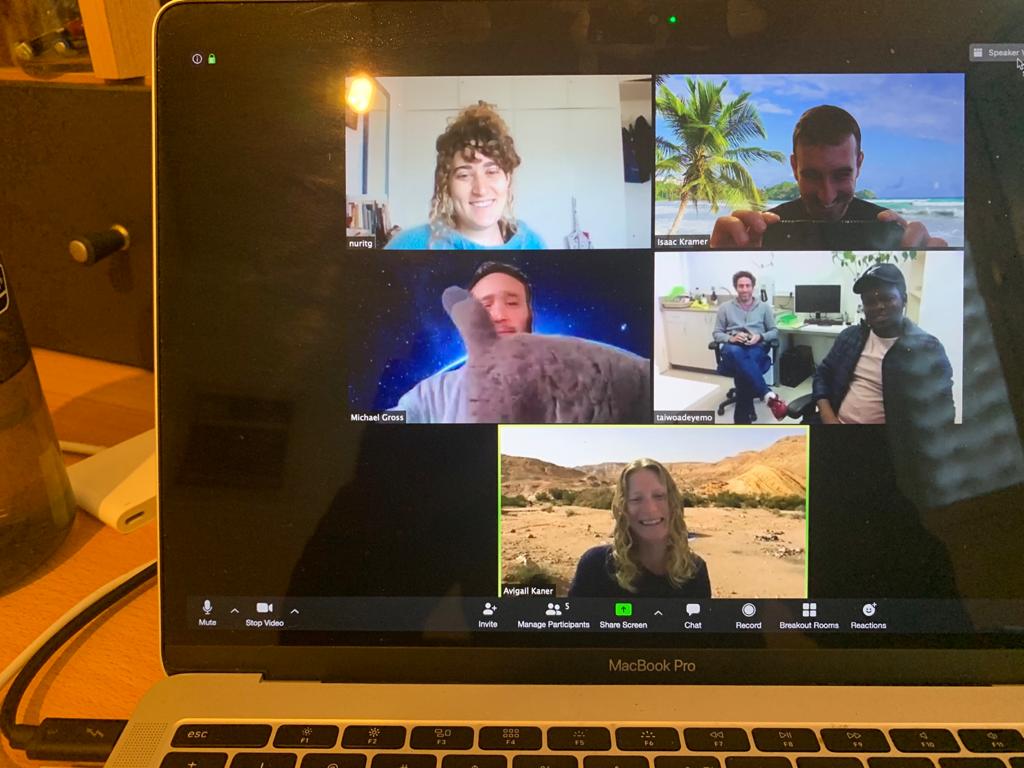 Speaker
nuritg
Isaac Kramer
Michael Gross
taiwoadeyemo
Avigail Kaner
Mute
Stop Video
Invite
5
Manage Participants
Share Screen
Chat
Record
Breakout Rooms
Reactions
MacBook Pro
esc
F1
F2
F3
F4
F5
F6
F7
F8
F9
F10
F11